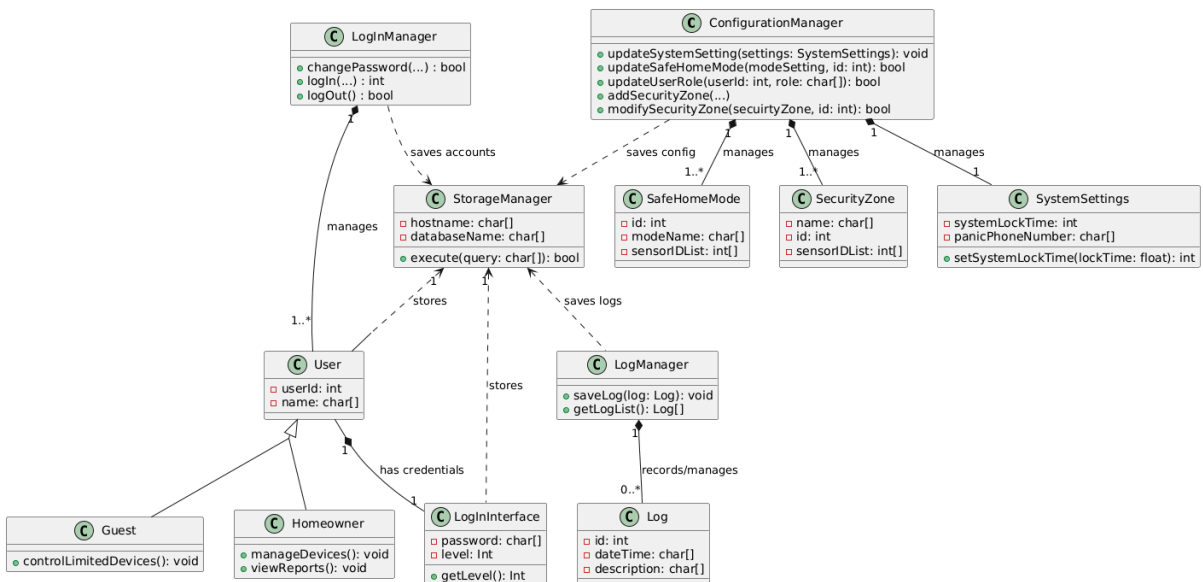 C LogInManager
changePassword(...) : bool
logIn(...) : int
logOut() : bool
C ConfigurationManager
updateSystemSetting(settings: SystemSettings): void
updateSafeHomeMode(modeSetting, id: int): bool
updateUserRole(userId: int, role: char[]): bool
addSecurityZone(...)
modifySecurityZone(secuirtyZone, id: int): bool
1
1
1
1
saves accounts
saves config
manages
manages
manages
1..*
1..*
1
C StorageManager
hostname: char[]
databaseName: char[]
execute(query: char[]): bool
C SafeHomeMode
id: int
modeName: char[]
sensorIDList: int[]
C SecurityZone
name: char[]
id: int
sensorIDList: int[]
C SystemSettings
systemLockTime: int
panicPhoneNumber: char[]
setSystemLockTime(lockTime: float): int
manages
1
1
stores
saves logs
1..*
C User
userId: int
name: char[]
stores
C LogManager
saveLog(log: Log): void
getLogList(): Log[]
1
1
has credentials
records/manages
1
0..*
C Guest
controlLimitedDevices(): void
C Homeowner
manageDevices(): void
viewReports(): void
C LogInInterface
password: char[]
level: Int
getLevel(): Int
C Log
id: int
dateTime: char[]
description: char[]